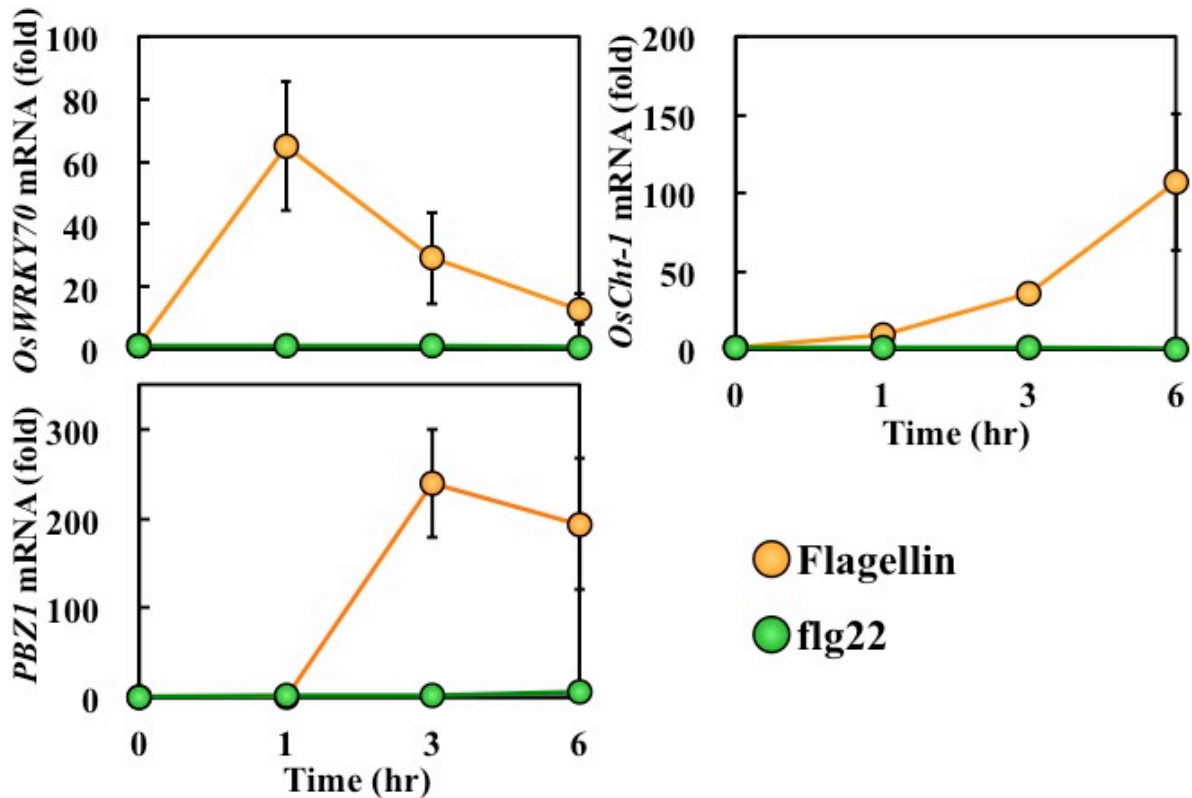 OsWRKY70 mRNA (fold)
100
80
60
40
20
0
OsCht-1 mRNA (fold)
200
150
100
50
0
0 1 3 6
Time (hr)
PBZ1 mRNA (fold)
300
200
100
0
0 1 3 6
Time (hr)
Flagellin
flg22